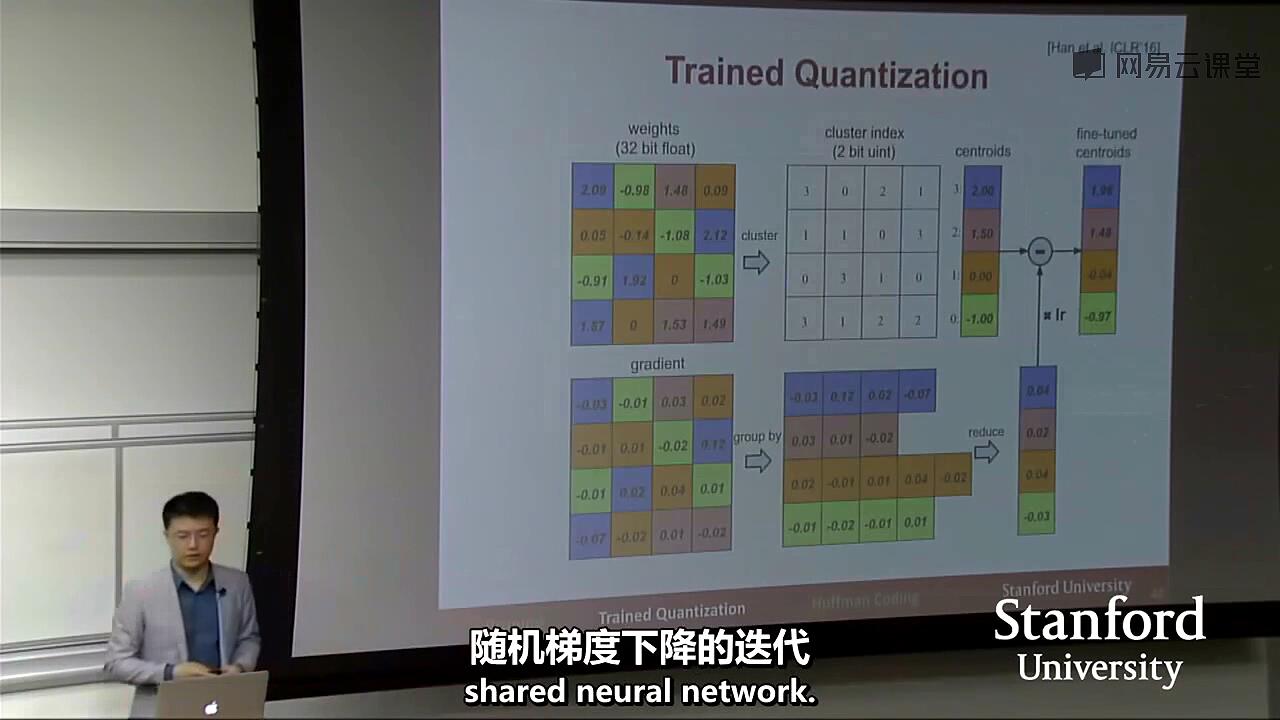 [Han et al. ICLR'16]
网易云课堂
Trained Quantization
weights
(32 bit float)
cluster index
(2 bit uint)
centroids
fine-tuned
centroids
2.09 -0.98 1.48 0.09
0.05 -0.14 -1.08 2.12
-0.91 1.92 0 -1.03
1.87 0 1.53 1.49
cluster
3 0 2 1
1 1 0 3
0 3 1 0
3 1 2 2
3: 2.00
2: 1.50
1: 0.00
0: -1.00
-
× lr
1.96
1.48
-0.04
-0.97
gradient
-0.03 -0.01 0.03 0.02
-0.01 0.01 -0.02 0.12
-0.01 0.02 0.04 0.01
-0.07 -0.02 0.01 -0.02
group by
-0.03 0.12 0.02 -0.07
0.03 0.01 -0.02
0.02 -0.01 0.01 0.04 -0.02
-0.01 -0.02 -0.01 0.01
reduce
0.04
0.02
0.04
-0.03
Trained Quantization
Huffman Coding
Stanford University
Stanford
University
随机梯度下降的迭代
shared neural network.